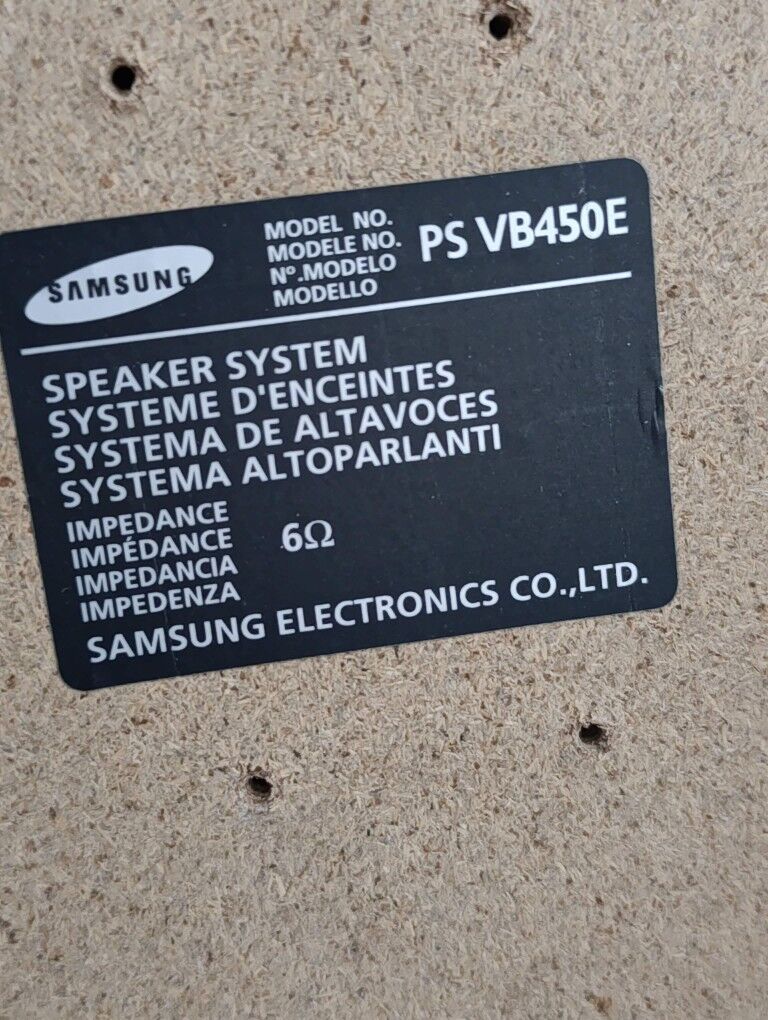 SAMSUNG
MODEL NO.
MODELE NO.
Nº.MODELO
MODELLO
PS VB450E
SPEAKER SYSTEM
SYSTEME D'ENCEINTES
SYSTEMA DE ALTAVOCES
SYSTEMA ALTOPARLANTI
IMPEDANCE
IMPÉDANCE
IMPEDANCIA
IMPEDENZA
6Ω
SAMSUNG ELECTRONICS CO.,LTD.